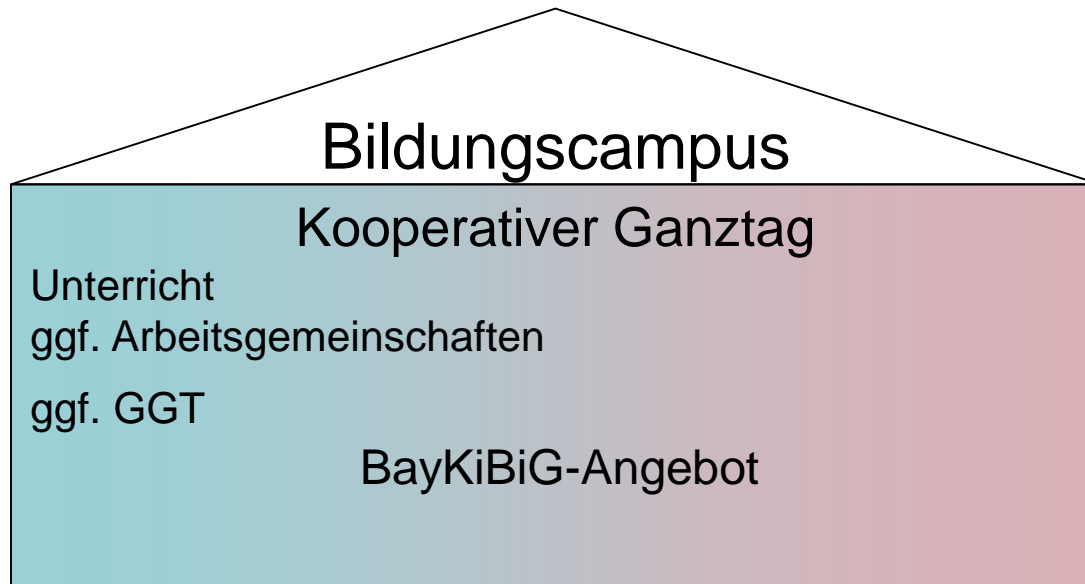 Bildungscampus
Kooperativer Ganztag
Unterricht
ggf. Arbeitsgemeinschaften
ggf. GGT
BayKiBiG-Angebot